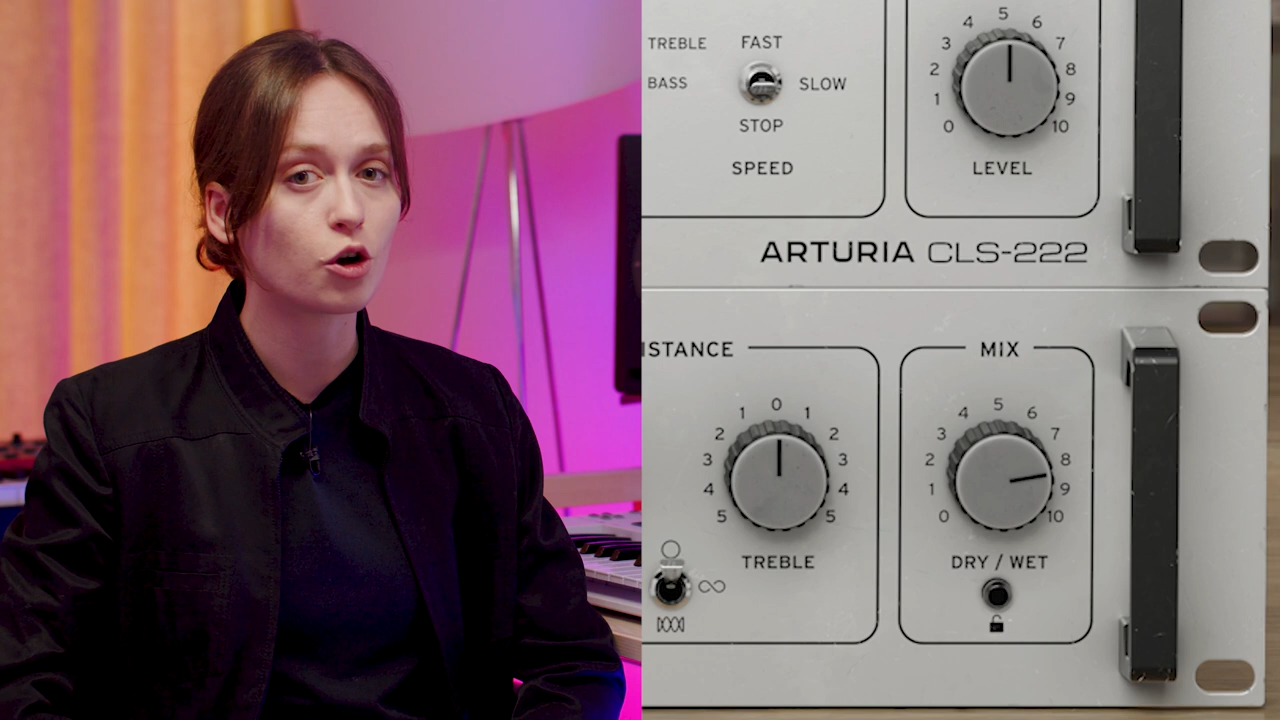 TREBLE
BASS
FAST
SLOW
STOP
SPEED
0 1 2 3 4 5 6 7 8 9 10
LEVEL
ARTURIA CLS-222
ISTANCE
5 4 3 2 1 0 1 2 3 4 5
TREBLE
∞
MIX
0 1 2 3 4 5 6 7 8 9 10
DRY / WET